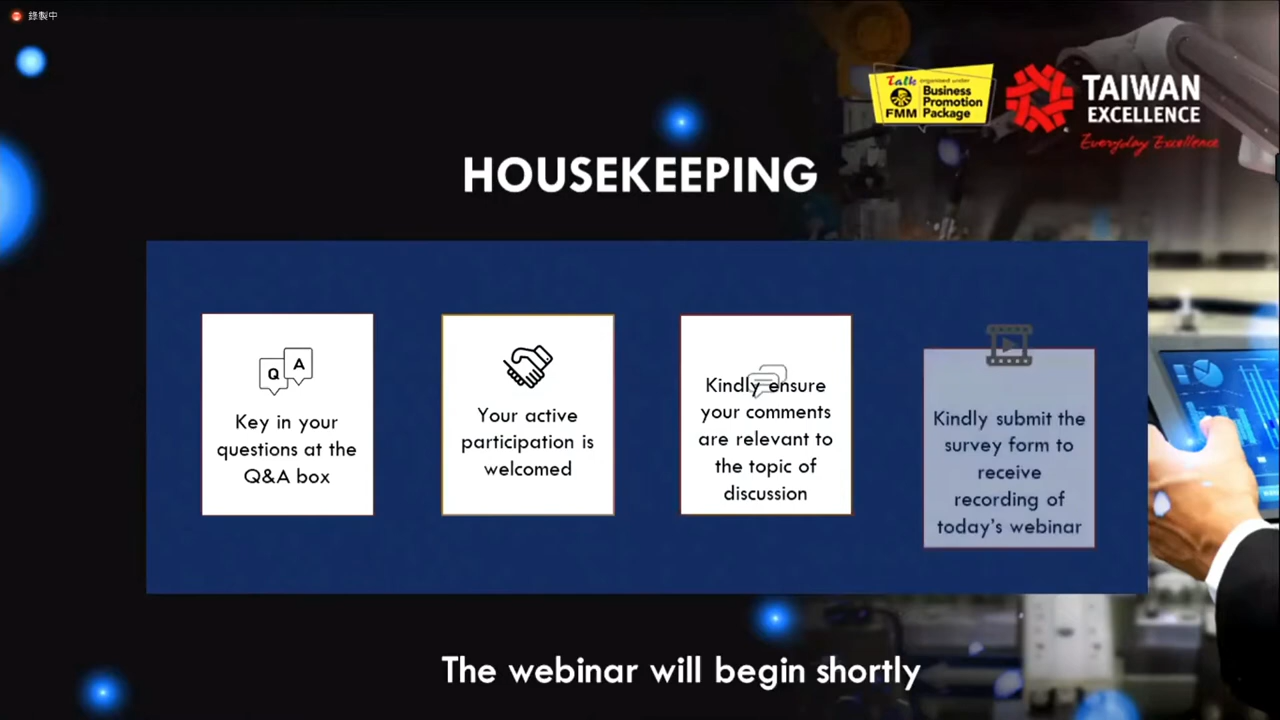 錄製中
Talk organised under
FMM
Business
Promotion
Package
TAIWAN
EXCELLENCE
Everyday Excellence
HOUSEKEEPING
Q A
Key in your
questions at the
Q&A box
Your active
participation is
welcomed
Kindly ensure
your comments
are relevant to
the topic of
discussion
Kindly submit the
survey form to
receive
recording of
today's webinar
The webinar will begin shortly